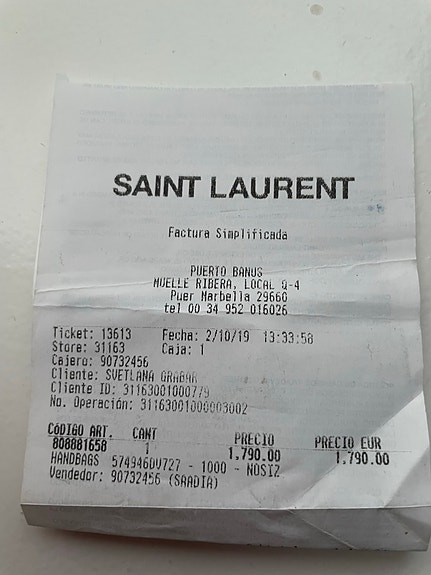 SAINT LAURENT
Factura Simplificada
PUERTO BANUS
MUELLE RIBERA, LOCAL Q-4
Puer Marbella 29660
tel 00 34 952 016026
Ticket: 13613 Fecha: 2/10/19 13:33:58
Store: 31163 Caja: 1
Cajero: 90732456
Cliente: SVETLANA GRABAR
Cliente ID: 31163001000779
No. Operación: 31163001000003002
CÓDIGO ART. CANT PRECIO PRECIO EUR
808881658 1 1,790.00 1,790.00
HANDBAGS 5749460V727 - 1000 - NOSIZ
Vendedor: 90732456 (SAADIA)